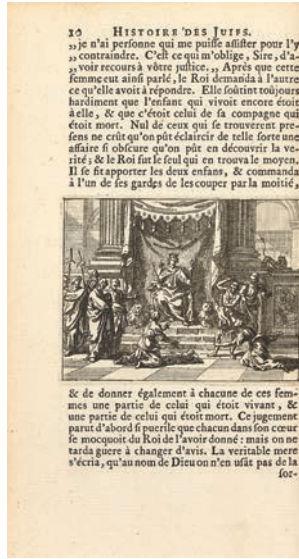 10 HISTOIRE DES JUIFS.
„je n'ai personne qui me puisse assister pour l'y
„contraindre. C'est ce qui m'oblige, Sire, d'a-
„voir recours à vôtre justice. „ Après que cette
femme eut ainsi parlé, le Roi demanda à l'autre
ce qu'elle avoit à répondre. Elle soûtint toûjours
hardiment que l'enfant qui vivoit encore étoit
à elle, & que c'étoit celui de sa compagne qui
étoit mort. Nul de ceux qui se trouverent pre-
sens ne crût qu'on pût éclaircir de telle sorte une
affaire si obscure qu'on pût en découvrir la ve-
rité; & le Roi fut le seul qui en trouva le moyen.
Il se fit apporter les deux enfans, & commanda
à l'un de ses gardes de les couper par la moitié,
& de donner également à chacune de ces fem-
mes une partie de celui qui étoit vivant, &
une partie de celui qui étoit mort. Ce jugement
parut d'abord si puerile que chacun dans son cœur
se mocquoit du Roi de l'avoir donné: mais on ne
tarda guere à changer d'avis. La veritable mere
s'écria, qu'au nom de Dieu on n'en usât pas de la
sor-